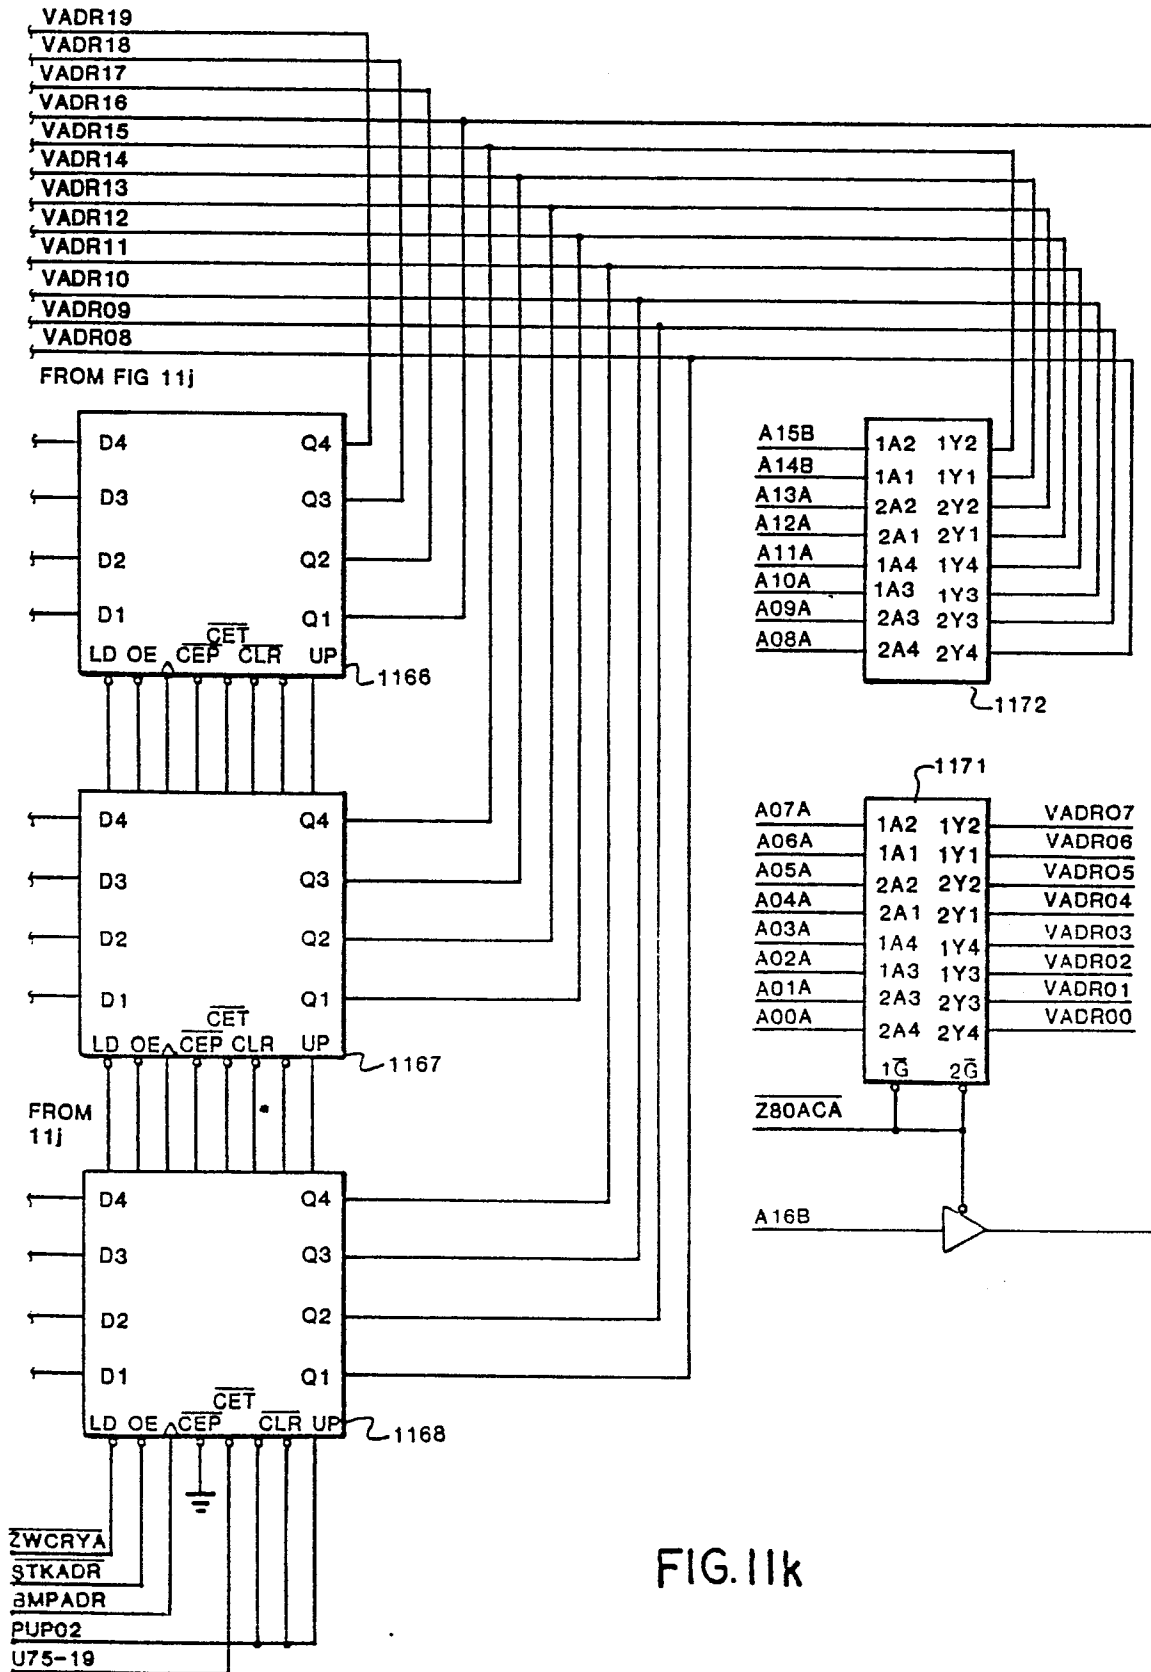 VADR19
VADR18
VADR17
VADR16
VADR15
VADR14
VADR13
VADR12
VADR11
VADR10
VADR09
VADR08
FROM FIG 11j
D4 Q4
D3 Q3
D2 Q2
D1 Q1
CET
LD OE CEP CLR UP
1166
A15B 1A2 1Y2
A14B 1A1 1Y1
A13A 2A2 2Y2
A12A 2A1 2Y1
A11A 1A4 1Y4
A10A 1A3 1Y3
A09A 2A3 2Y3
A08A 2A4 2Y4
1172
D4 Q4
D3 Q3
D2 Q2
D1 Q1
CET
LD OE CEP CLR UP
1167
1171
A07A 1A2 1Y2 VADR07
A06A 1A1 1Y1 VADR06
A05A 2A2 2Y2 VADR05
A04A 2A1 2Y1 VADR04
A03A 1A4 1Y4 VADR03
A02A 1A3 1Y3 VADR02
A01A 2A3 2Y3 VADR01
A00A 2A4 2Y4 VADR00
1G 2G
Z80ACA
A16B
FROM
11j
D4 Q4
D3 Q3
D2 Q2
D1 Q1
CET
LD OE CEP CLR UP
1168
ZWCRYA
STKADR
BMPADR
PUP02
U75-19
FIG.11k